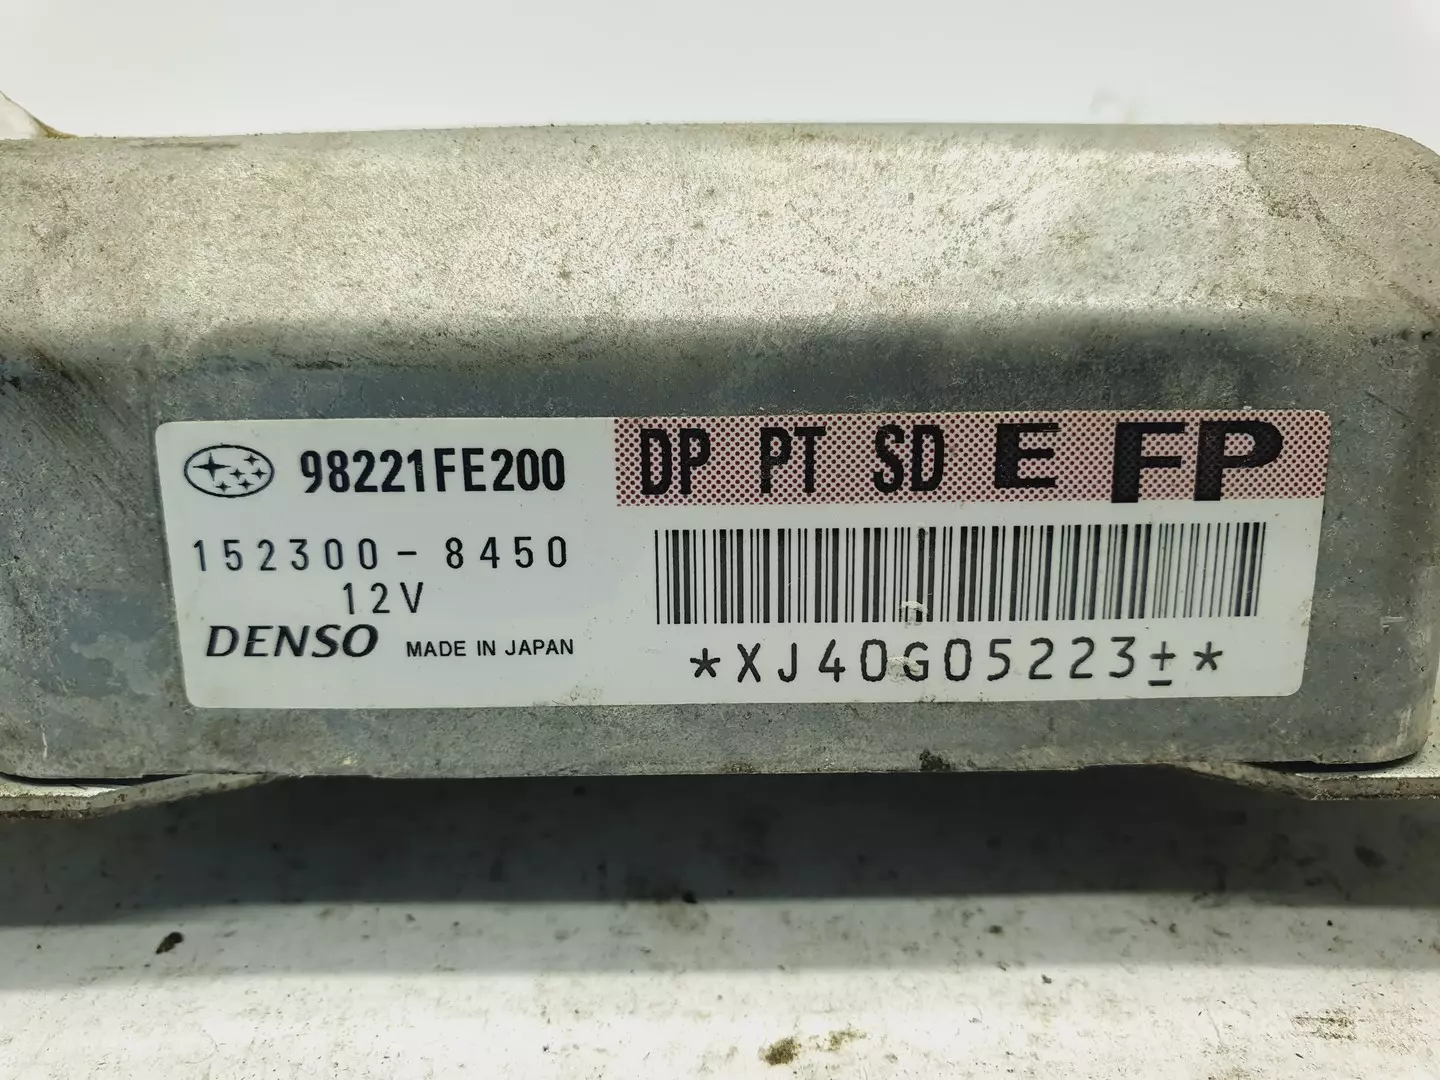 98221FE200 DP PT SD E FP
152300-8450
12V
DENSO MADE IN JAPAN
*XJ40G05223±*